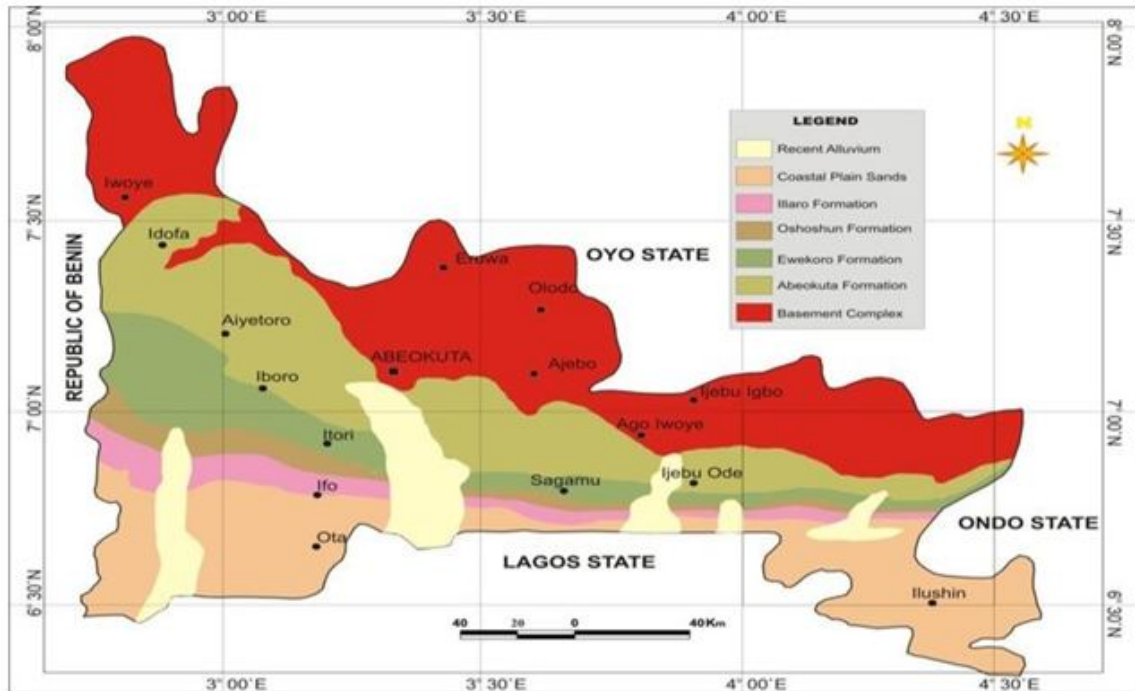 3°00'E 3°30'E 4°00'E 4°30'E
8°00'N
8°00'N
LEGEND
N
Recent Alluvium
Coastal Plain Sands
Illaro Formation
Oshoshun Formation
Ewekoro Formation
Abeokuta Formation
Basement Complex
Iwoye
7°30'N
7°30'N
Idofa
OYO STATE
Eruwa
Olodo
REPUBLIC OF BENIN
Aiyetoro
ABEOKUTA
Ajebo
Iboro
Ijebu Igbo
7°00'N
7°00'N
Ago Iwoye
Itori
Ijebu Ode
Sagamu
Ifo
ONDO STATE
Ota
LAGOS STATE
Ilushin
6°30'N
6°30'N
40 20 0 40Km
3°00'E 3°30'E 4°00'E 4°30'E